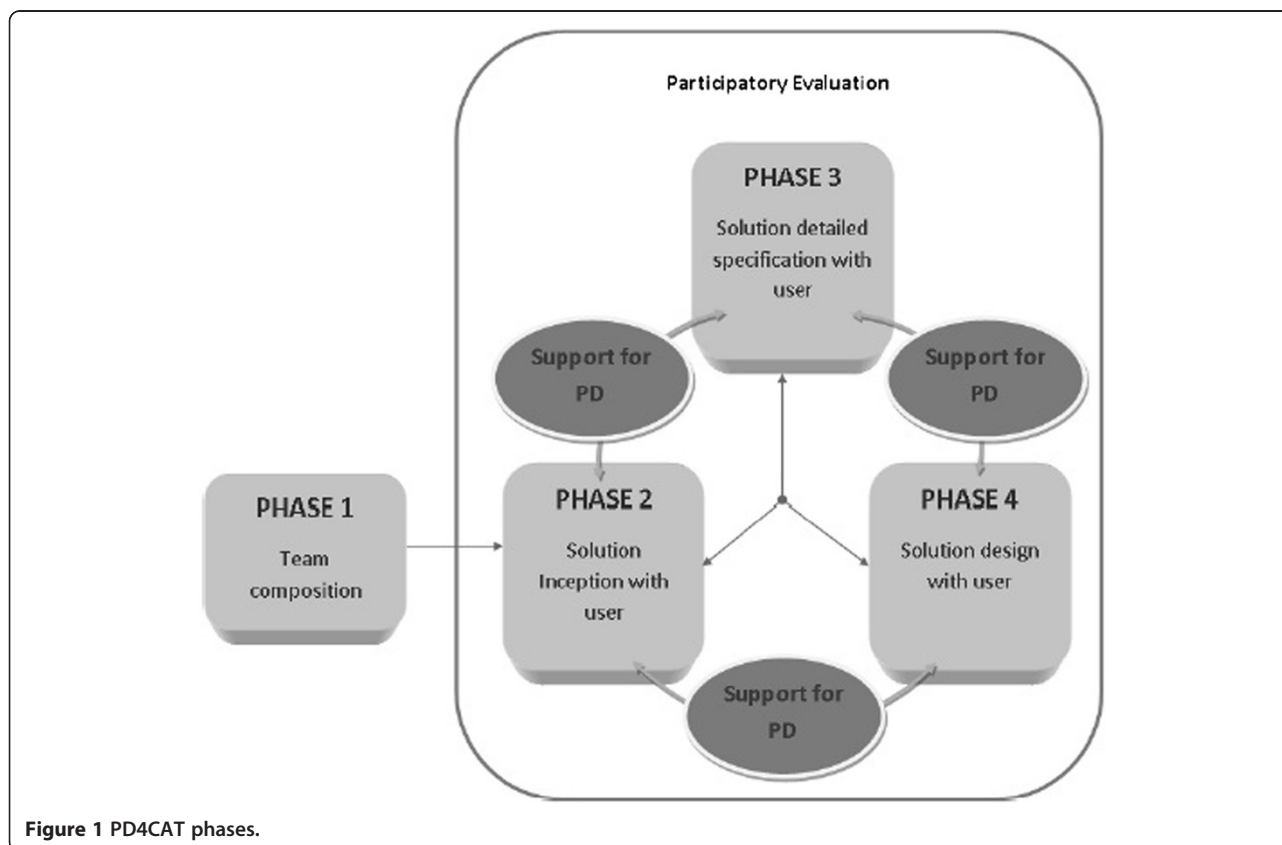 Participatory Evaluation
PHASE 3
Solution detailed
specification with
user
Support for
PD
Support for
PD
PHASE 1
Team
composition
PHASE 2
Solution
Inception with
user
PHASE 4
Solution design
with user
Support for
PD
Figure 1 PD4CAT phases.